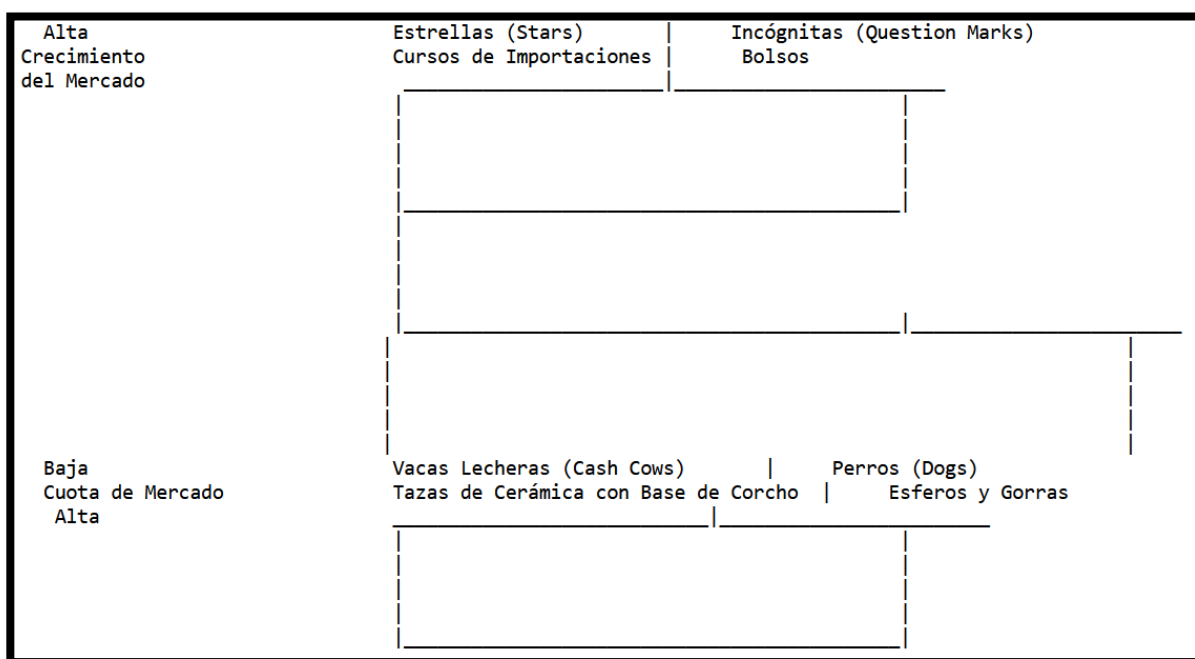 Alta Estrellas (Stars) | Incógnitas (Question Marks)
Crecimiento Cursos de Importaciones | Bolsos
del Mercado
Baja Vacas Lecheras (Cash Cows) | Perros (Dogs)
Cuota de Mercado Tazas de Cerámica con Base de Corcho | Esferos y Gorras
Alta